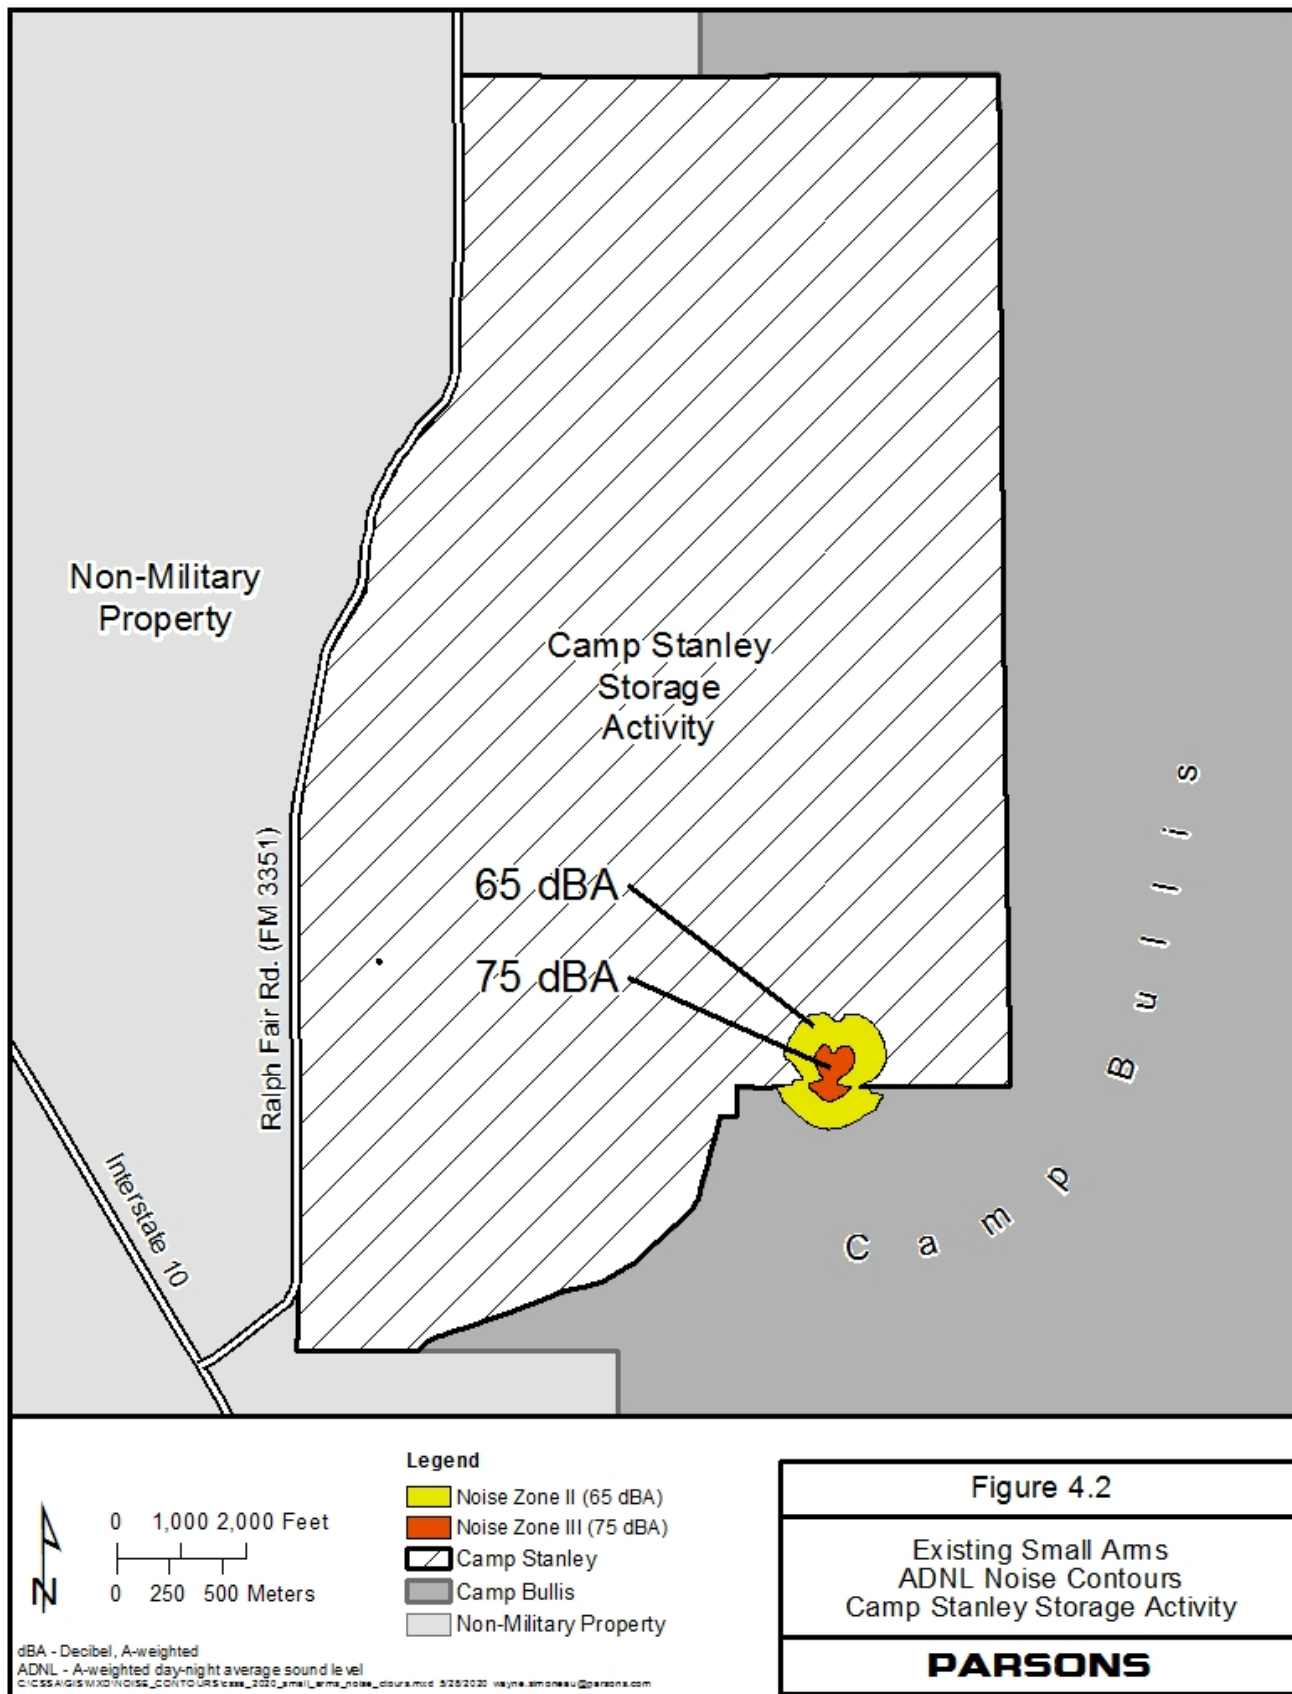 Non-Military
Property
Camp Stanley
Storage
Activity
65 dBA
75 dBA
Ralph Fair Rd. (FM 3351)
Interstate 10
Camp Bullis
N
0 1,000 2,000 Feet
0 250 500 Meters
Legend
Noise Zone II (65 dBA)
Noise Zone III (75 dBA)
Camp Stanley
Camp Bullis
Non-Military Property
dBA - Decibel, A-weighted
ADNL - A-weighted day-night average sound level
Figure 4.2
Existing Small Arms
ADNL Noise Contours
Camp Stanley Storage Activity
PARSONS